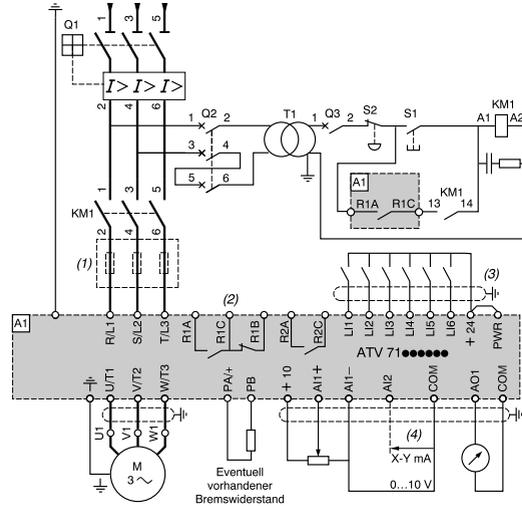 1 3 5
Q1
I> I> I>
2 4 6
Q2
1 2
3 4
5 6
T1
Q3
1 2
S2
S1
KM1
A1 A2
A1
R1A R1C
13 KM1 14
1 3 5
KM1
2 4 6
(1)
(2)
(3)
A1
R/L1
S/L2
T/L3
R1A
R1C
R1B
R2A
R2C
LI1
LI2
LI3
LI4
LI5
LI6
+ 24
PWR
ATV 71●●●●●●
U/T1
V/T2
W/T3
PA/+
PB
+ 10
AI1+
AI1–
AI2
COM
AO1
COM
U1
V1
W1
M
3 ~
(4)
X-Y mA
0...10 V
Eventuell
vorhandener
Bremswiderstand